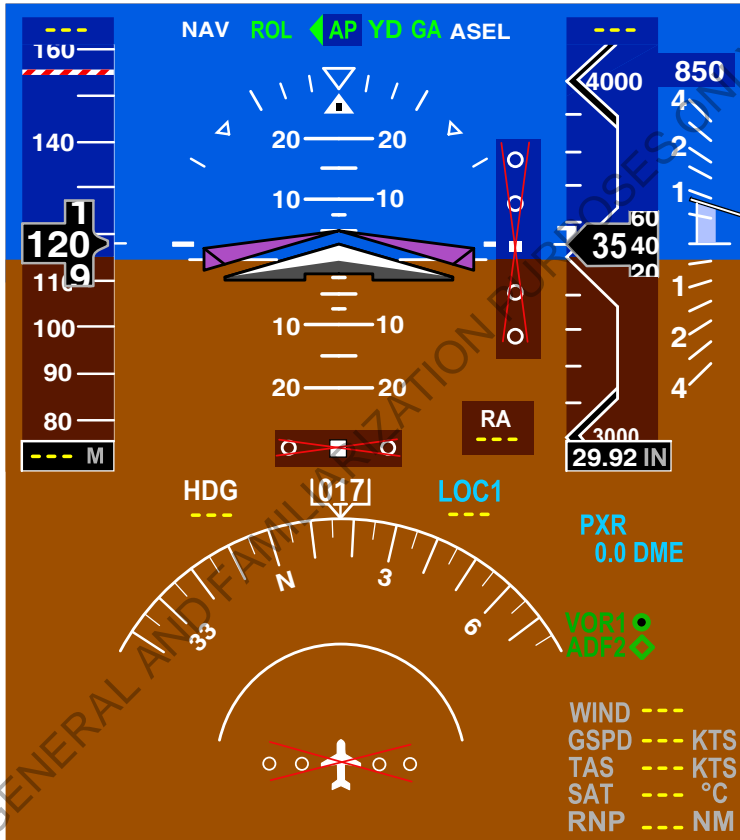 --- NAV ROL AP YD GA ASEL ---
160
4000 850
4
140 20 20 2
10 10 1
1
120 35 60
40
20
9
110
1
100 10 10
2
90
20 20 4
80 RA
---
3000
--- M 29.92 IN
HDG 017 LOC1
--- ---
PXR
0.0 DME
N 3
33 6
VOR1
ADF2
WIND ---
GSPD --- KTS
TAS --- KTS
SAT --- °C
RNP --- NM
GENERAL AND FAMILIARIZATION PURPOSES ONLY